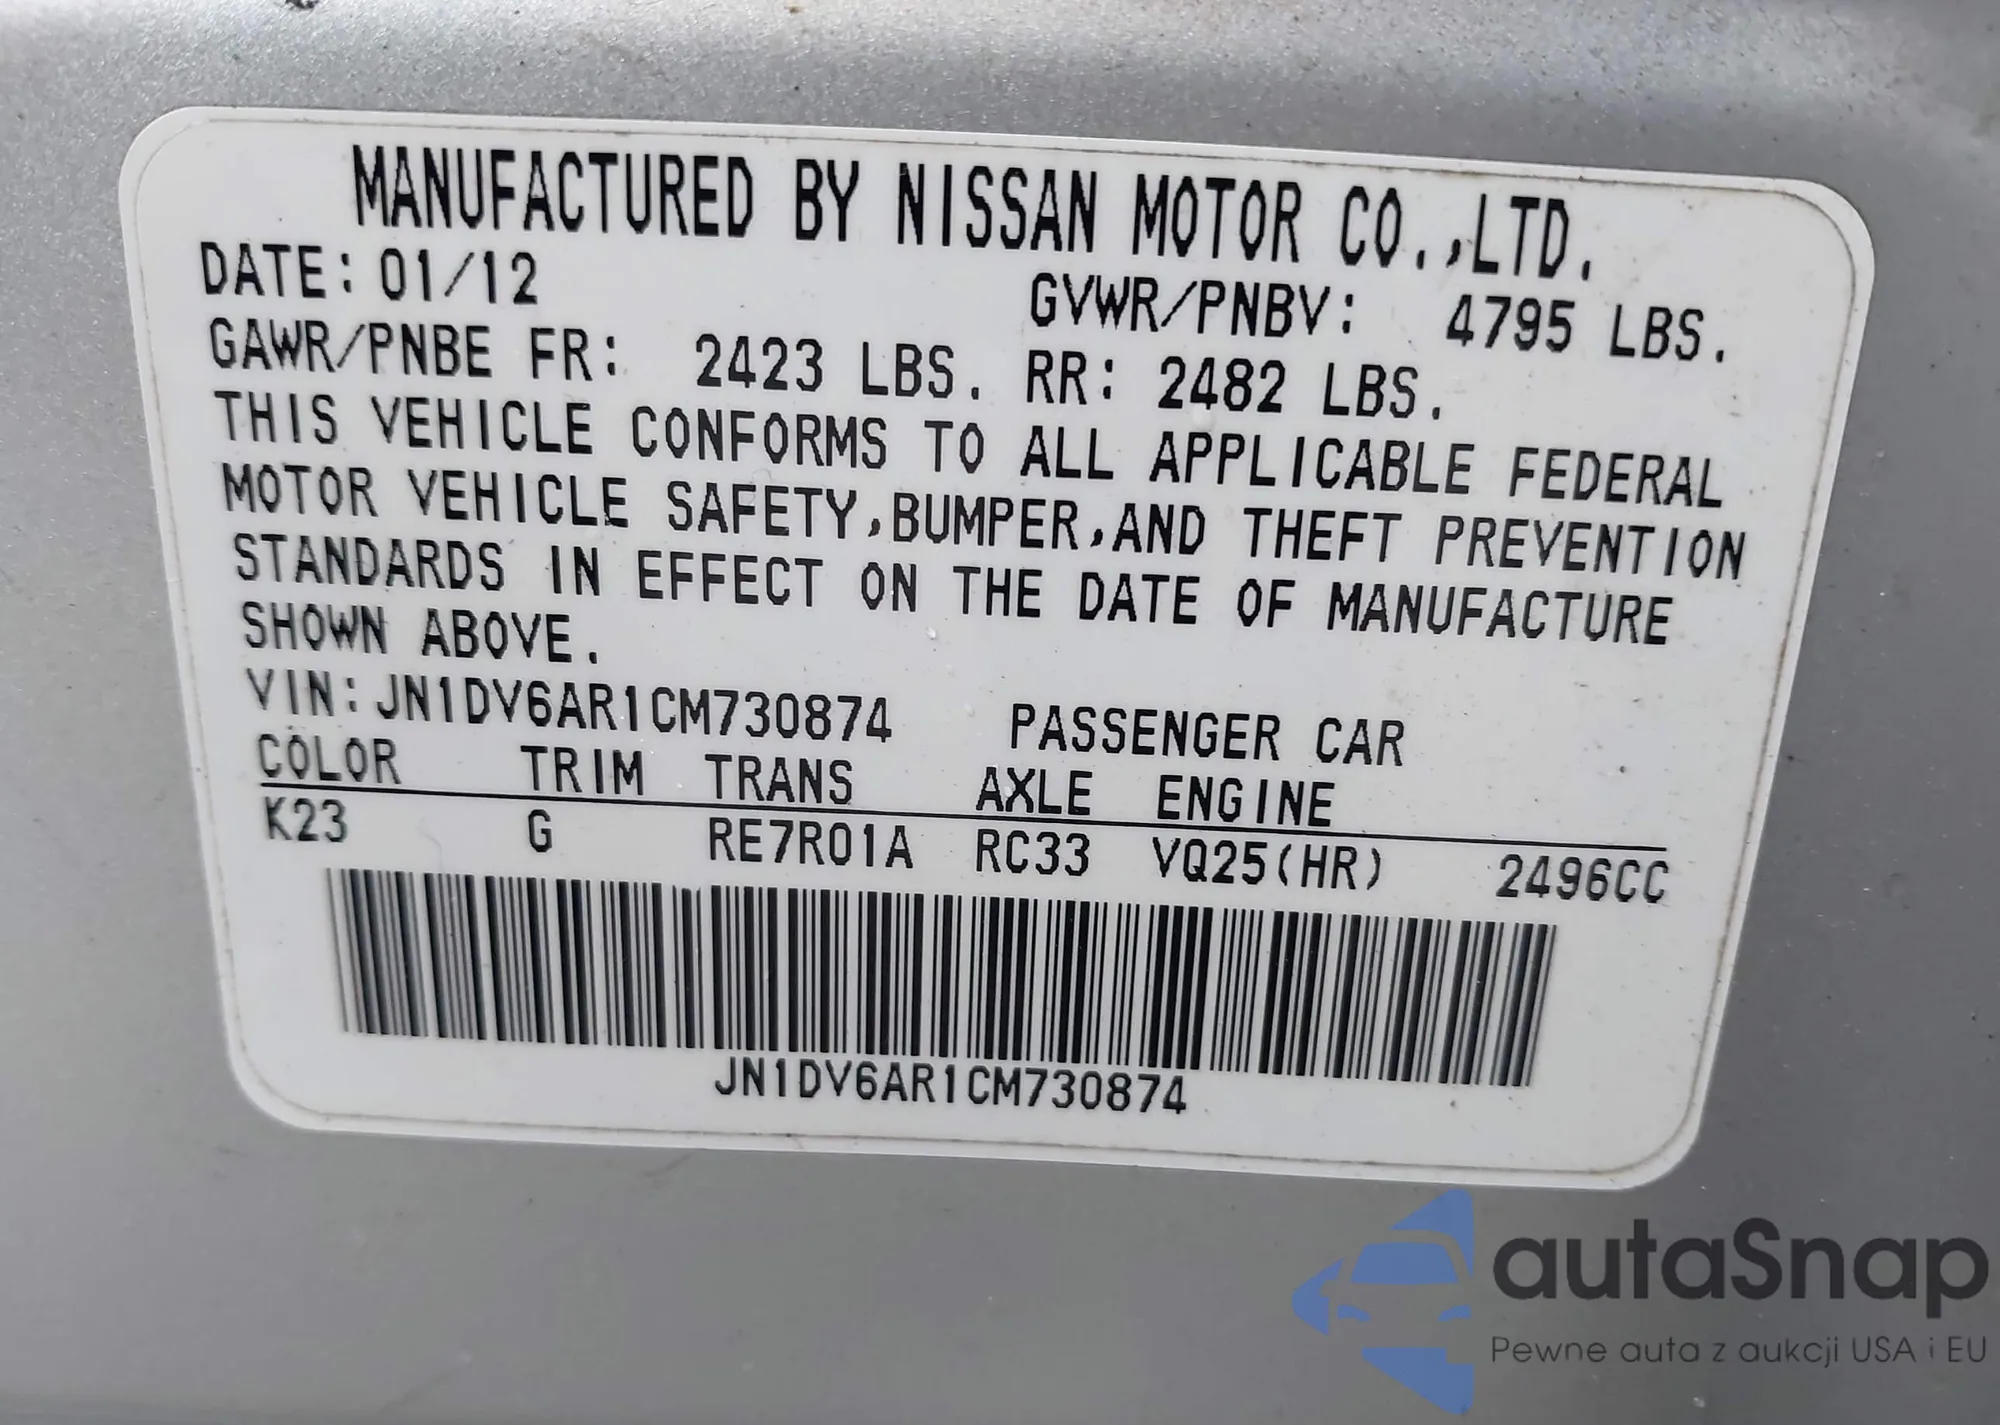 MANUFACTURED BY NISSAN MOTOR CO.,LTD.
DATE: 01/12
GVWR/PNBV: 4795 LBS.
GAWR/PNBE FR: 2423 LBS. RR: 2482 LBS.
THIS VEHICLE CONFORMS TO ALL APPLICABLE FEDERAL
MOTOR VEHICLE SAFETY,BUMPER,AND THEFT PREVENTION
STANDARDS IN EFFECT ON THE DATE OF MANUFACTURE
SHOWN ABOVE.
VIN:JN1DV6AR1CM730874 PASSENGER CAR
COLOR TRIM TRANS AXLE ENGINE
K23 G RE7R01A RC33 VQ25(HR) 2496CC
JN1DV6AR1CM730874
autaSnap
Pewne auta z aukcji USA i EU